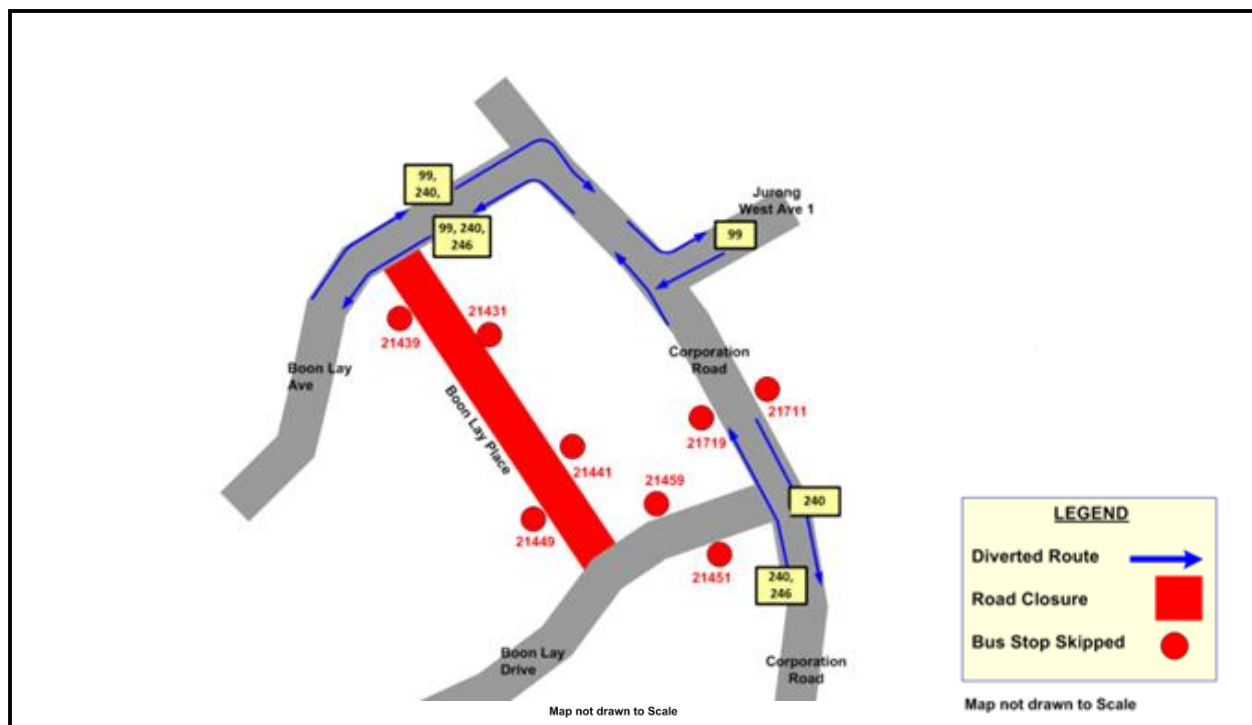 99,
240,
99, 240,
246
Jurong
West Ave 1
99
21431
21439
Boon Lay
Ave
Boon Lay Place
Corporation
Road
21711
21719
21441
21459
21449
21451
240
240,
246
Boon Lay
Drive
Corporation
Road
Map not drawn to Scale
LEGEND
Diverted Route
Road Closure
Bus Stop Skipped
Map not drawn to Scale